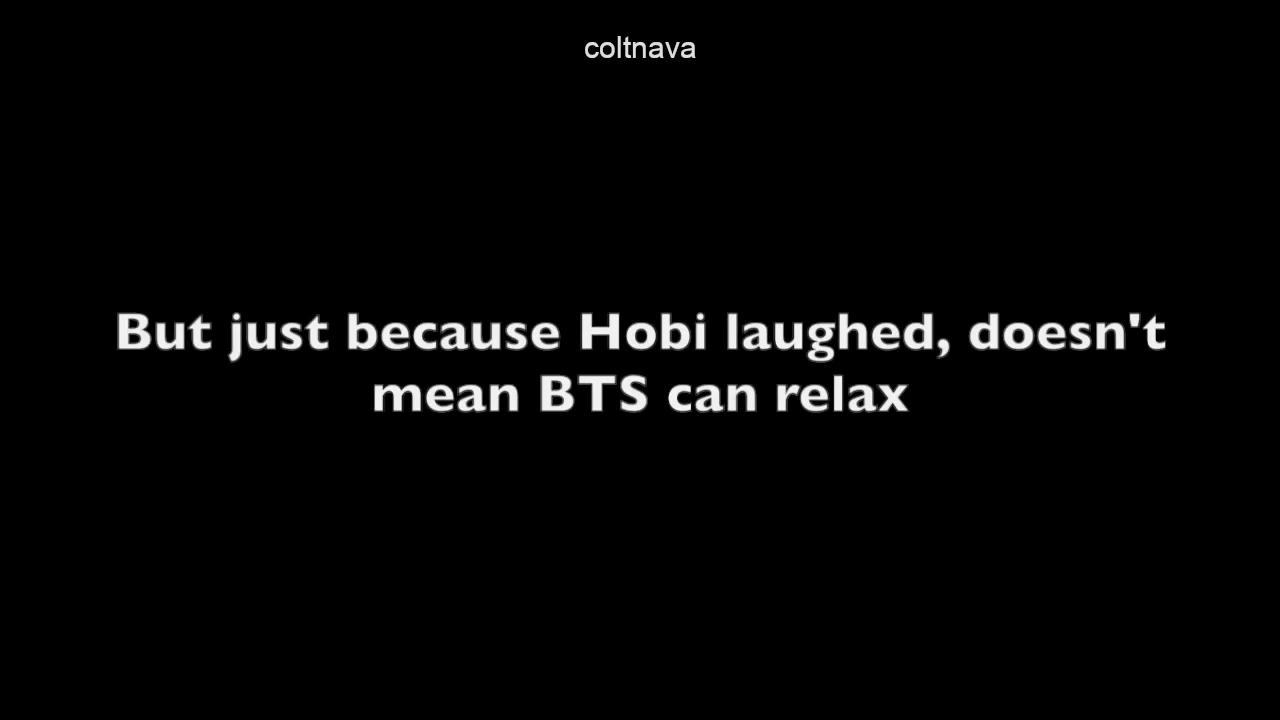 coltnava
But just because Hobi laughed, doesn't
mean BTS can relax